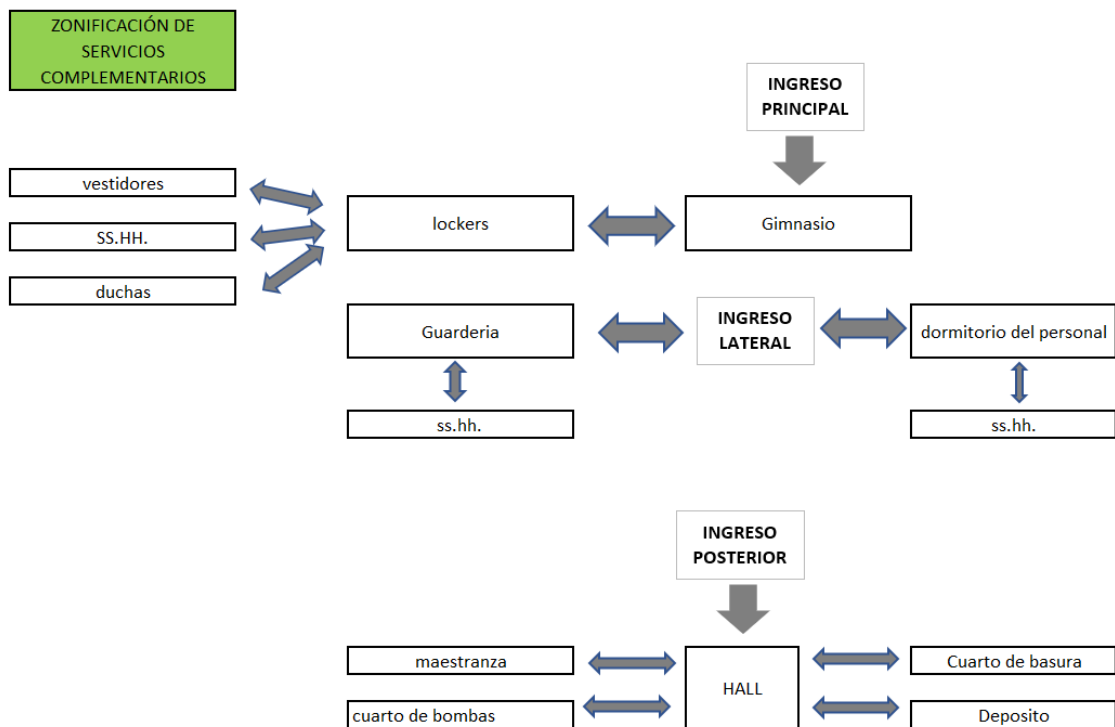 ZONIFICACIÓN DE
SERVICIOS
COMPLEMENTARIOS
INGRESO
PRINCIPAL
vestidores
SS.HH.
duchas
lockers
Gimnasio
Guarderia
INGRESO
LATERAL
dormitorio del personal
ss.hh.
ss.hh.
INGRESO
POSTERIOR
maestranza
HALL
Cuarto de basura
cuarto de bombas
Deposito